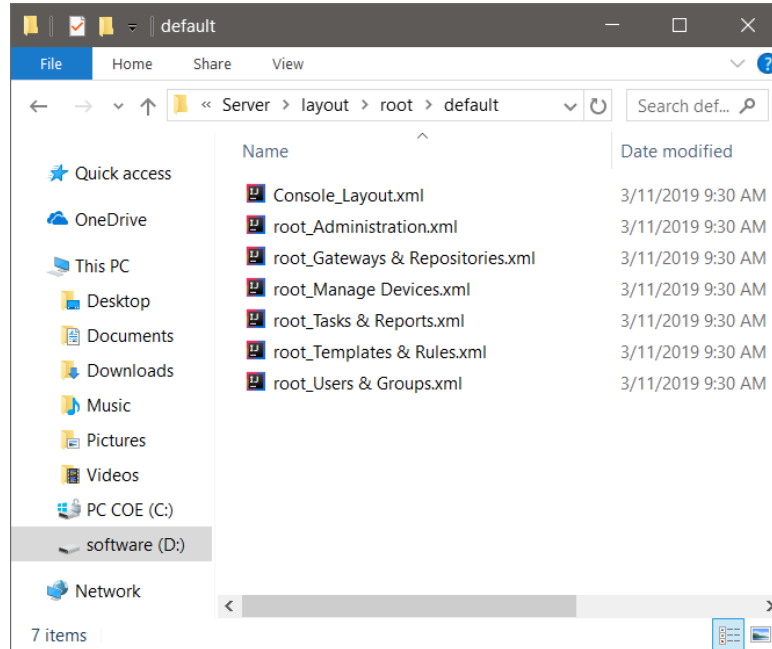 default
File Home Share View
« Server > layout > root > default Search def...
Name Date modified
Quick access
OneDrive
This PC
Desktop
Documents
Downloads
Music
Pictures
Videos
PC COE (C:)
software (D:)
Network
Console_Layout.xml 3/11/2019 9:30 AM
root_Administration.xml 3/11/2019 9:30 AM
root_Gateways & Repositories.xml 3/11/2019 9:30 AM
root_Manage Devices.xml 3/11/2019 9:30 AM
root_Tasks & Reports.xml 3/11/2019 9:30 AM
root_Templates & Rules.xml 3/11/2019 9:30 AM
root_Users & Groups.xml 3/11/2019 9:30 AM
7 items